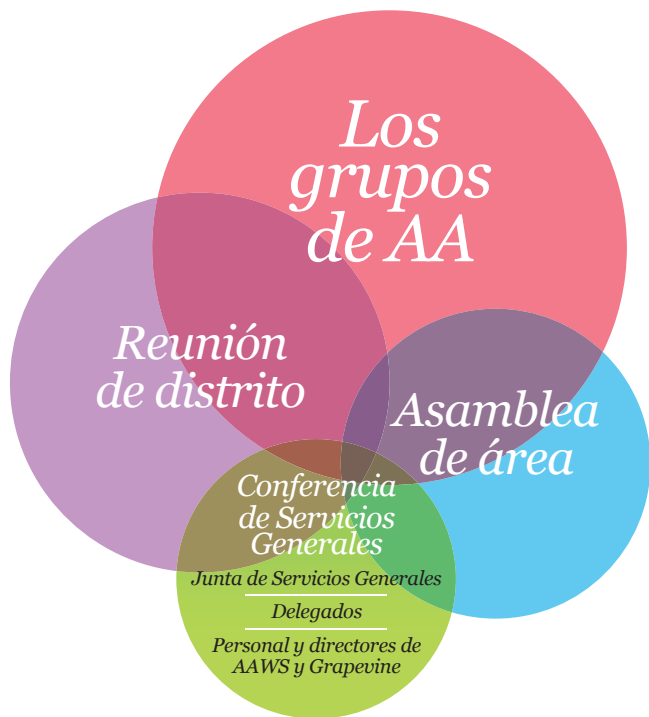 Los
grupos
de AA
Reunión
de distrito
Asamblea
de área
Conferencia
de Servicios
Generales
Junta de Servicios Generales
Delegados
Personal y directores de
AAWS y Grapevine